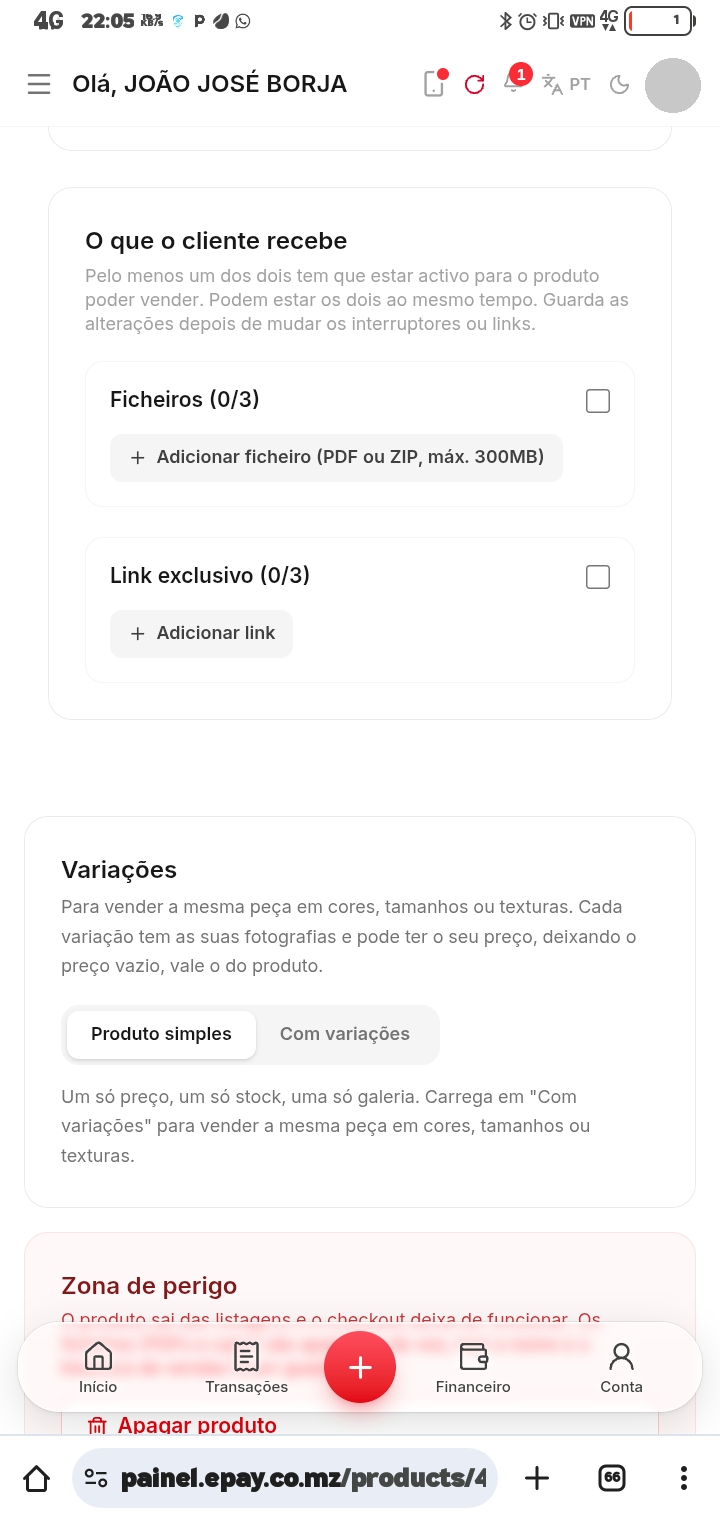 4G 22:05 P VPN 4G 1
Olá, JOÃO JOSÉ BORJA 1 PT
O que o cliente recebe
Pelo menos um dos dois tem que estar activo para o produto
poder vender. Podem estar os dois ao mesmo tempo. Guarda as
alterações depois de mudar os interruptores ou links.
Ficheiros (0/3)
+ Adicionar ficheiro (PDF ou ZIP, máx. 300MB)
Link exclusivo (0/3)
+ Adicionar link
Variações
Para vender a mesma peça em cores, tamanhos ou texturas. Cada
variação tem as suas fotografias e pode ter o seu preço, deixando o
preço vazio, vale o do produto.
Produto simples Com variações
Um só preço, um só stock, uma só galeria. Carrega em "Com
variações" para vender a mesma peça em cores, tamanhos ou
texturas.
Zona de perigo
O produto sai das listagens e o checkout deixa de funcionar. Os
Início Transações Financeiro Conta
Apagar produto
painel.epay.co.mz/products/4 66